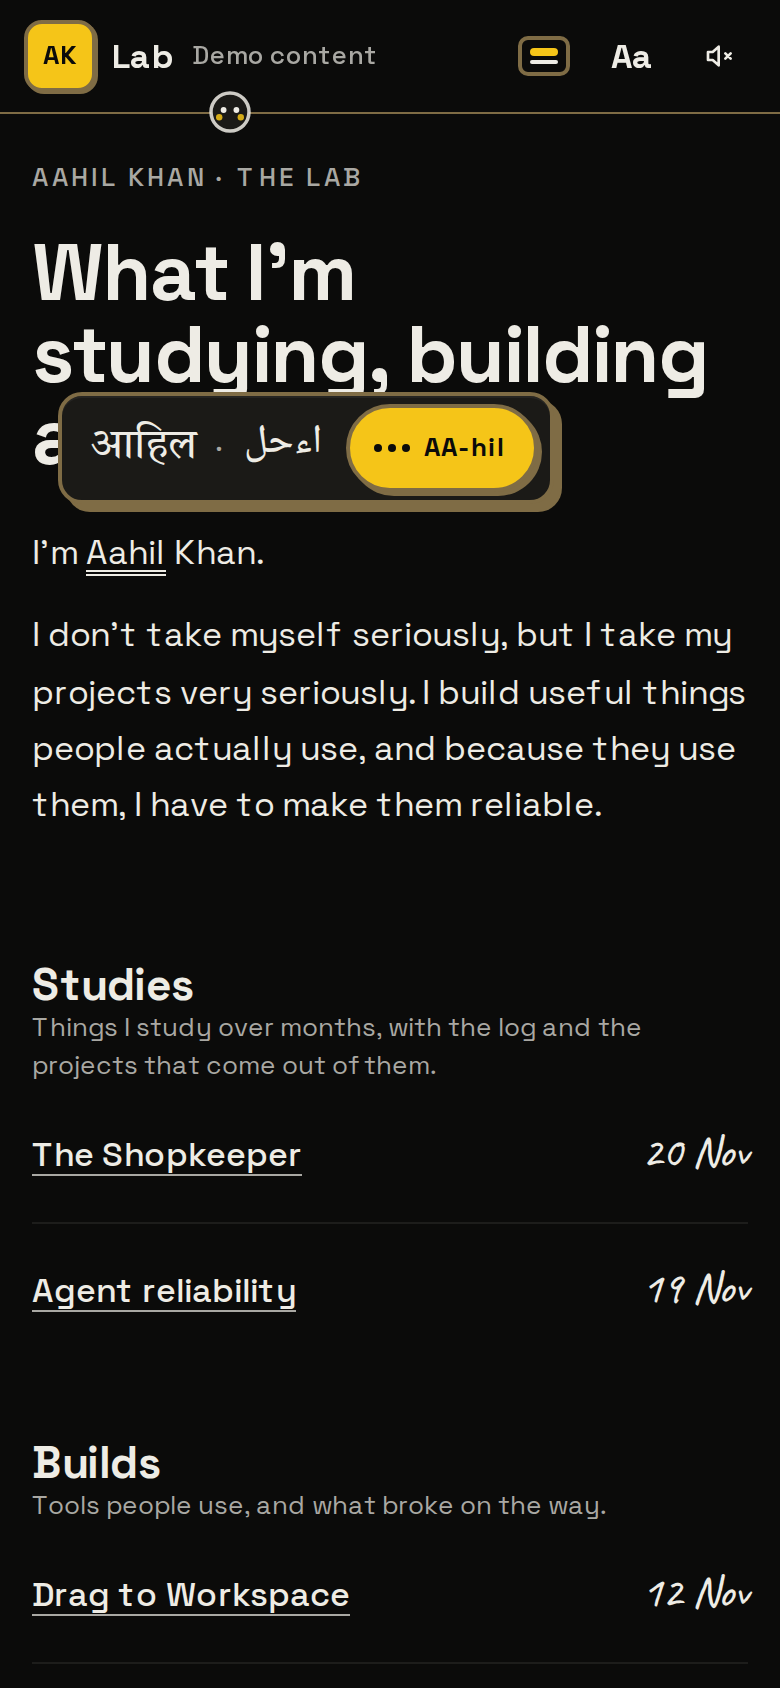 AK Lab Demo content Aa
AAHIL KHAN · THE LAB
What I’m
studying, building
a
आहिल · اءحل AA-hil
I’m Aahil Khan.
I don’t take myself seriously, but I take my
projects very seriously. I build useful things
people actually use, and because they use
them, I have to make them reliable.
Studies
Things I study over months, with the log and the
projects that come out of them.
The Shopkeeper 20 Nov
Agent reliability 19 Nov
Builds
Tools people use, and what broke on the way.
Drag to Workspace 12 Nov